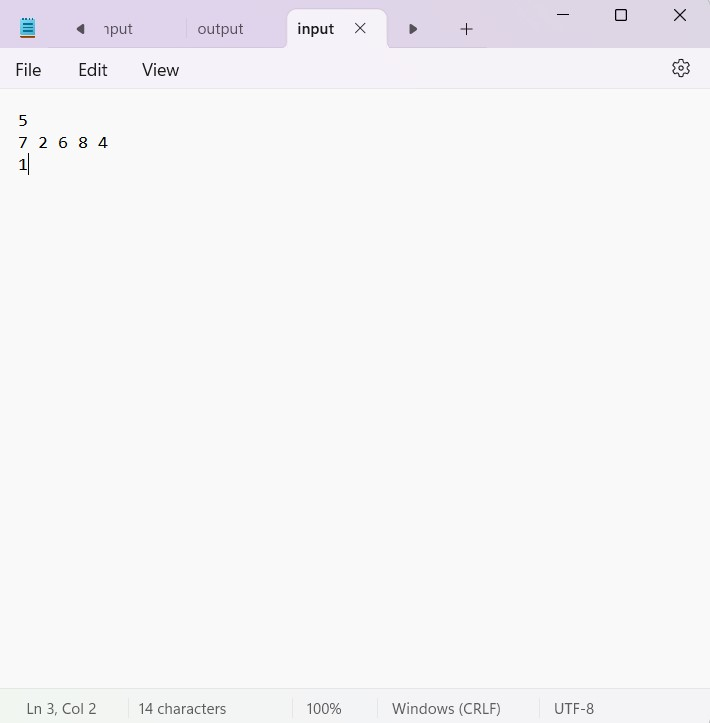 nput output input
File Edit View
5
7 2 6 8 4
1
Ln 3, Col 2 14 characters 100% Windows (CRLF) UTF-8